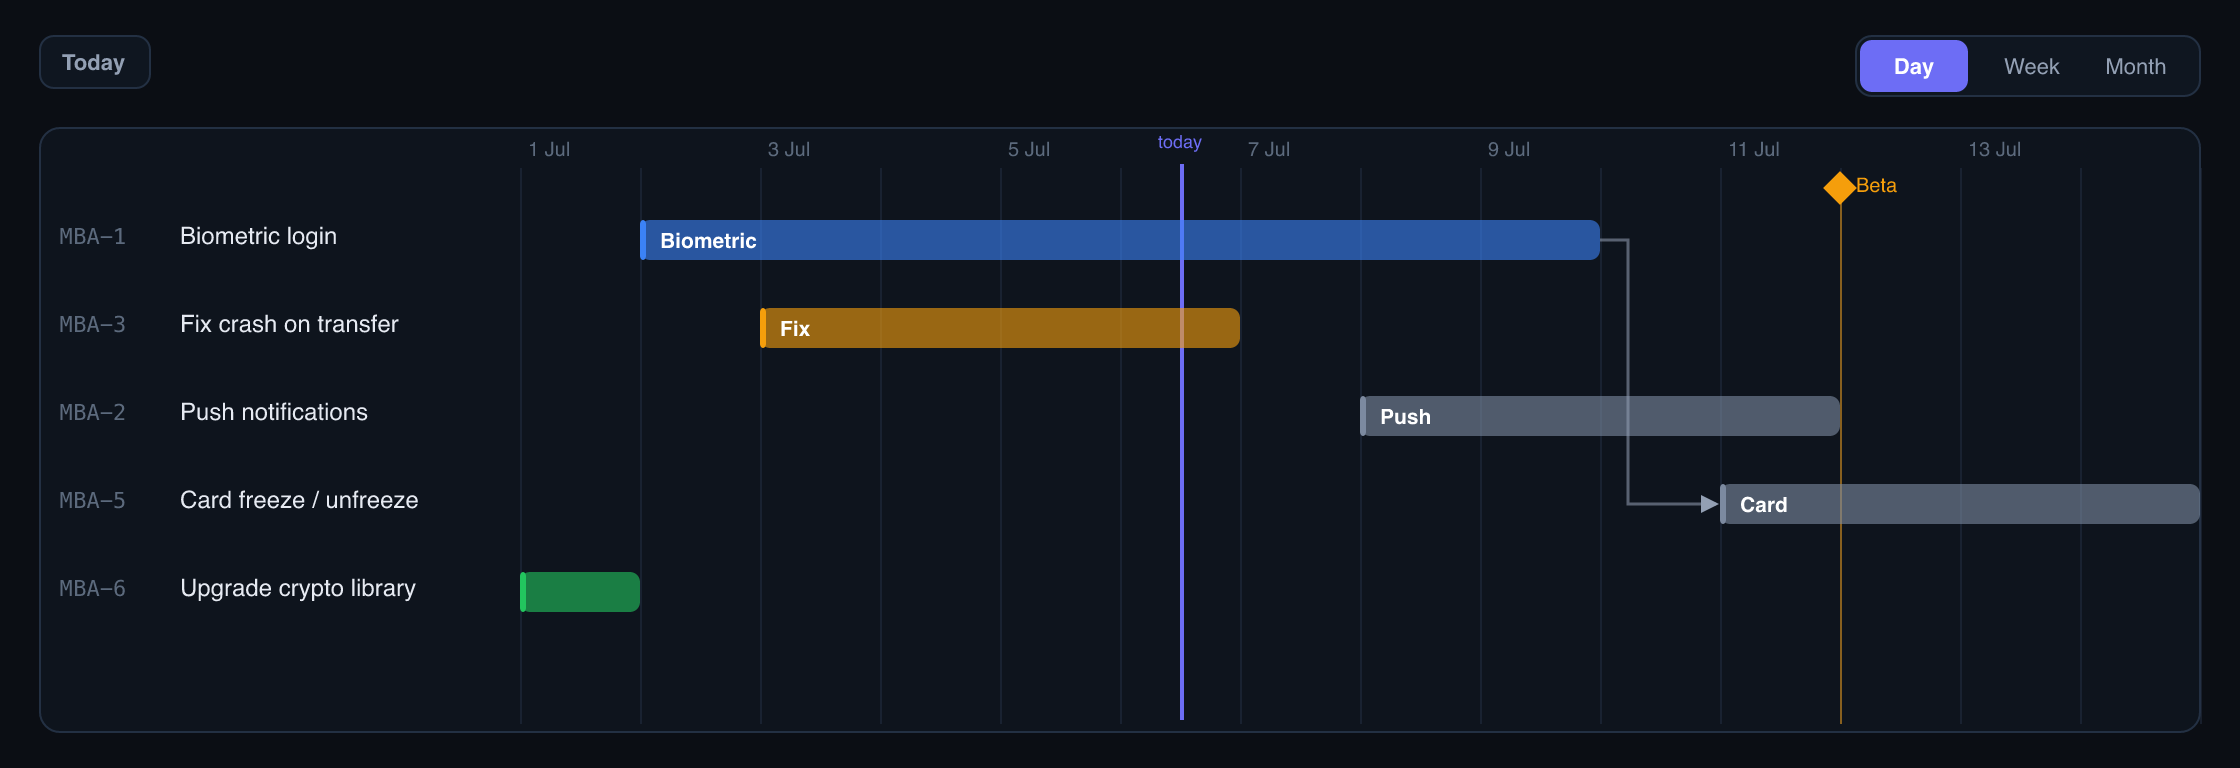 Today
Day Week Month
1 Jul 3 Jul 5 Jul today 7 Jul 9 Jul 11 Jul 13 Jul
Beta
MBA-1 Biometric login Biometric
MBA-3 Fix crash on transfer Fix
MBA-2 Push notifications Push
MBA-5 Card freeze / unfreeze Card
MBA-6 Upgrade crypto library